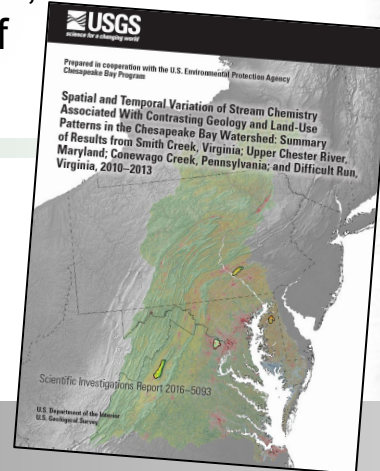 f
USGS
science for a changing world
Prepared in cooperation with the U.S. Environmental Protection Agency
Chesapeake Bay Program
Spatial and Temporal Variation of Stream Chemistry
Associated With Contrasting Geology and Land-Use
Patterns in the Chesapeake Bay Watershed: Summary
of Results from Smith Creek, Virginia; Upper Chester River,
Maryland; Conewago Creek, Pennsylvania; and Difficult Run,
Virginia, 2010–2013
Scientific Investigations Report 2016–5093
U.S. Department of the Interior
U.S. Geological Survey